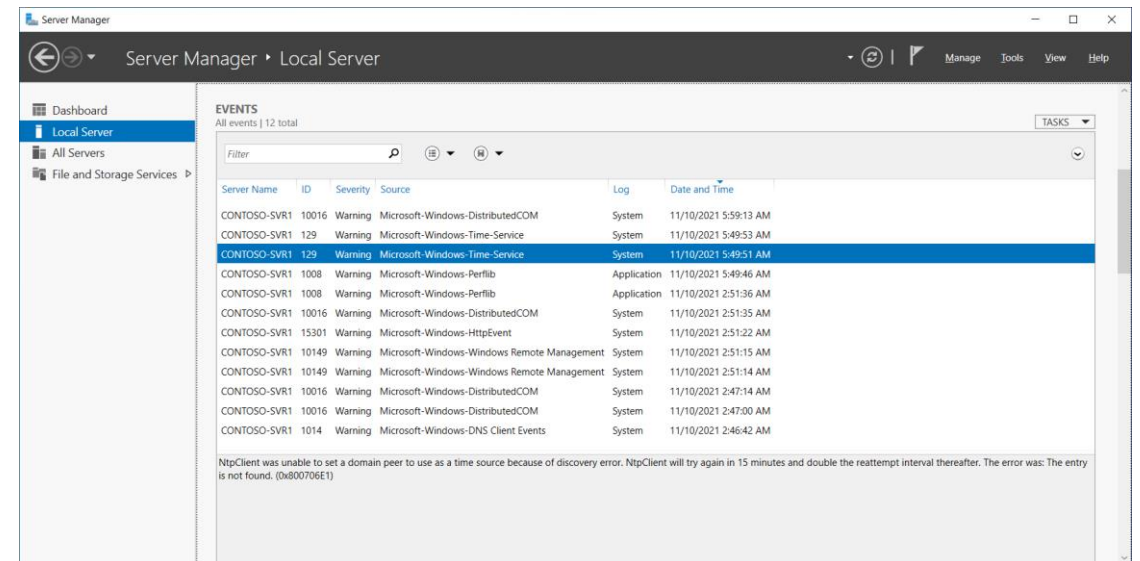 Server Manager
Server Manager ‣ Local Server
Manage Tools View Help
Dashboard
Local Server
All Servers
File and Storage Services
EVENTS
All events | 12 total
TASKS
Filter
Server Name ID Severity Source Log Date and Time
CONTOSO-SVR1 10016 Warning Microsoft-Windows-DistributedCOM System 11/10/2021 5:59:13 AM
CONTOSO-SVR1 129 Warning Microsoft-Windows-Time-Service System 11/10/2021 5:49:53 AM
CONTOSO-SVR1 129 Warning Microsoft-Windows-Time-Service System 11/10/2021 5:49:51 AM
CONTOSO-SVR1 1008 Warning Microsoft-Windows-Perflib Application 11/10/2021 5:49:46 AM
CONTOSO-SVR1 1008 Warning Microsoft-Windows-Perflib Application 11/10/2021 2:51:36 AM
CONTOSO-SVR1 10016 Warning Microsoft-Windows-DistributedCOM System 11/10/2021 2:51:35 AM
CONTOSO-SVR1 15301 Warning Microsoft-Windows-HttpEvent System 11/10/2021 2:51:22 AM
CONTOSO-SVR1 10149 Warning Microsoft-Windows-Windows Remote Management System 11/10/2021 2:51:15 AM
CONTOSO-SVR1 10149 Warning Microsoft-Windows-Windows Remote Management System 11/10/2021 2:51:14 AM
CONTOSO-SVR1 10016 Warning Microsoft-Windows-DistributedCOM System 11/10/2021 2:47:14 AM
CONTOSO-SVR1 10016 Warning Microsoft-Windows-DistributedCOM System 11/10/2021 2:47:00 AM
CONTOSO-SVR1 1014 Warning Microsoft-Windows-DNS Client Events System 11/10/2021 2:46:42 AM
NtpClient was unable to set a domain peer to use as a time source because of discovery error. NtpClient will try again in 15 minutes and double the reattempt interval thereafter. The error was: The entry
is not found. (0x800706E1)